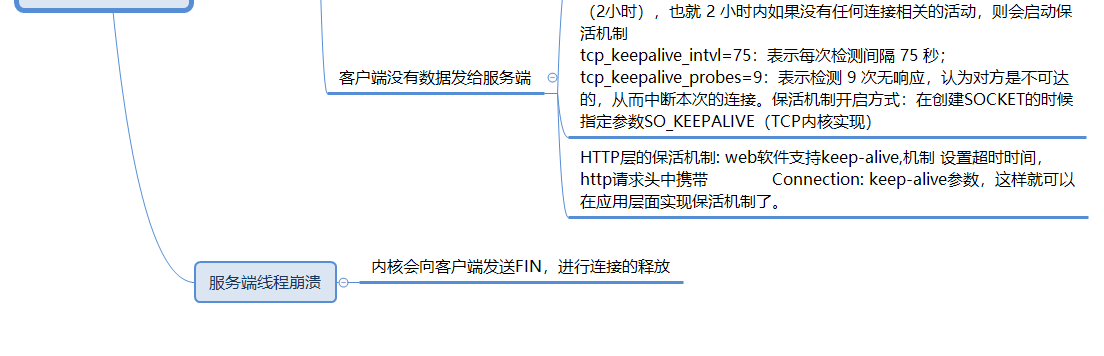 （2小时），也就 2 小时内如果没有任何连接相关的活动，则会启动保
活机制
tcp_keepalive_intvl=75：表示每次检测间隔 75 秒；
tcp_keepalive_probes=9：表示检测 9 次无响应，认为对方是不可达
的，从而中断本次的连接。保活机制开启方式：在创建SOCKET的时候
指定参数SO_KEEPALIVE（TCP内核实现）
客户端没有数据发给服务端
HTTP层的保活机制: web软件支持keep-alive,机制 设置超时时间，
http请求头中携带 Connection: keep-alive参数，这样就可以
在应用层面实现保活机制了。
内核会向客户端发送FIN，进行连接的释放
服务端线程崩溃